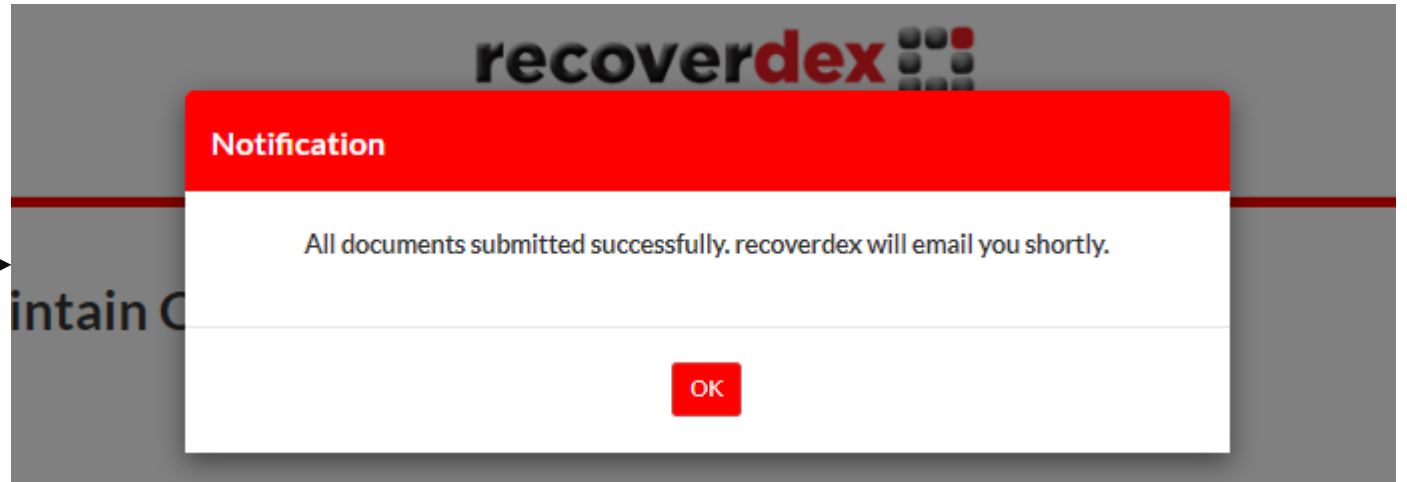 recoverdex
Notification
All documents submitted successfully. recoverdex will email you shortly.
intain C
OK